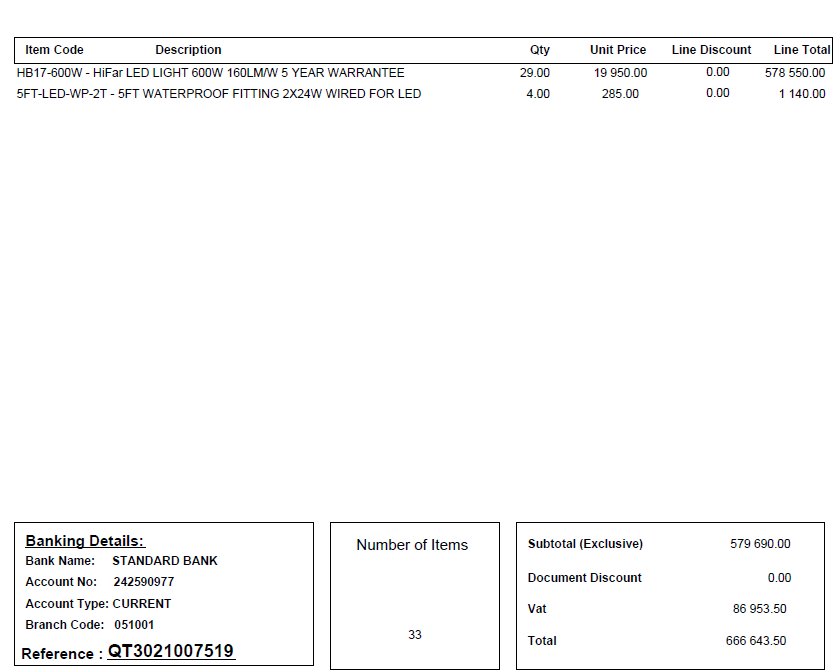 Item Code Description Qty Unit Price Line Discount Line Total
HB17-600W - HiFar LED LIGHT 600W 160LM/W 5 YEAR WARRANTEE 29.00 19 950.00 0.00 578 550.00
5FT-LED-WP-2T - 5FT WATERPROOF FITTING 2X24W WIRED FOR LED 4.00 285.00 0.00 1 140.00
Banking Details:
Bank Name: STANDARD BANK
Account No: 242590977
Account Type: CURRENT
Branch Code: 051001
Reference : QT3021007519
Number of Items
33
Subtotal (Exclusive) 579 690.00
Document Discount 0.00
Vat 86 953.50
Total 666 643.50